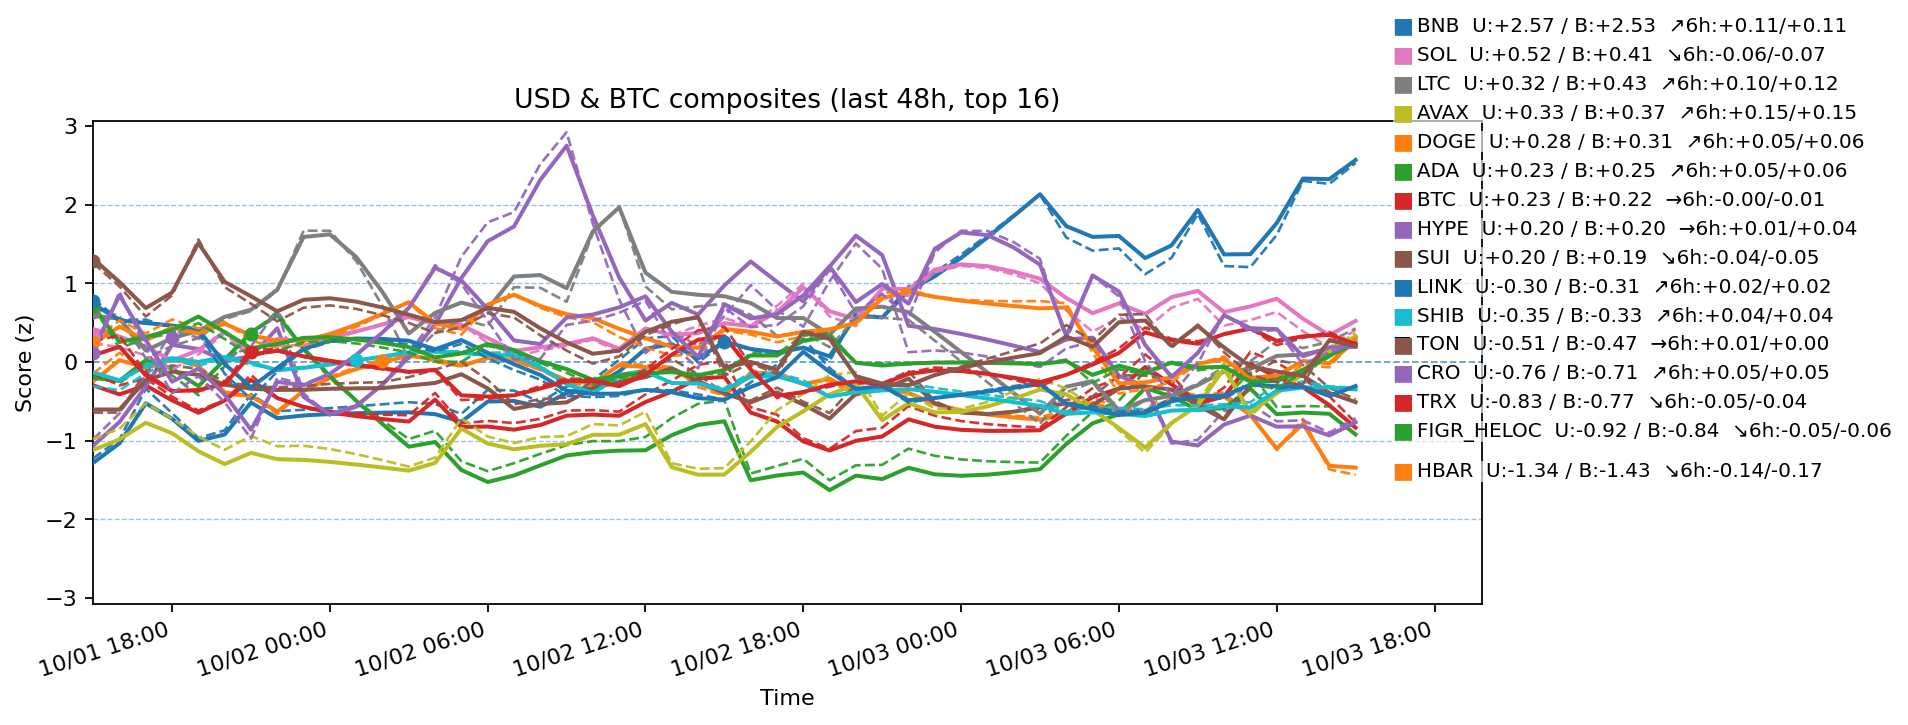 BNB U:+2.57 / B:+2.53 ↗6h:+0.11/+0.11
SOL U:+0.52 / B:+0.41 ↘6h:-0.06/-0.07
LTC U:+0.32 / B:+0.43 ↗6h:+0.10/+0.12
AVAX U:+0.33 / B:+0.37 ↗6h:+0.15/+0.15
DOGE U:+0.28 / B:+0.31 ↗6h:+0.05/+0.06
ADA U:+0.23 / B:+0.25 ↗6h:+0.05/+0.06
BTC U:+0.23 / B:+0.22 →6h:-0.00/-0.01
HYPE U:+0.20 / B:+0.20 →6h:+0.01/+0.04
SUI U:+0.20 / B:+0.19 ↘6h:-0.04/-0.05
LINK U:-0.30 / B:-0.31 ↗6h:+0.02/+0.02
SHIB U:-0.35 / B:-0.33 ↗6h:+0.04/+0.04
TON U:-0.51 / B:-0.47 →6h:+0.01/+0.00
CRO U:-0.76 / B:-0.71 ↗6h:+0.05/+0.05
TRX U:-0.83 / B:-0.77 ↘6h:-0.05/-0.04
FIGR_HELOC U:-0.92 / B:-0.84 ↘6h:-0.05/-0.06
HBAR U:-1.34 / B:-1.43 ↘6h:-0.14/-0.17
USD & BTC composites (last 48h, top 16)
Score (z)
3
2
1
0
−1
−2
−3
10/01 18:00
10/02 00:00
10/02 06:00
10/02 12:00
10/02 18:00
10/03 00:00
10/03 06:00
10/03 12:00
10/03 18:00
Time